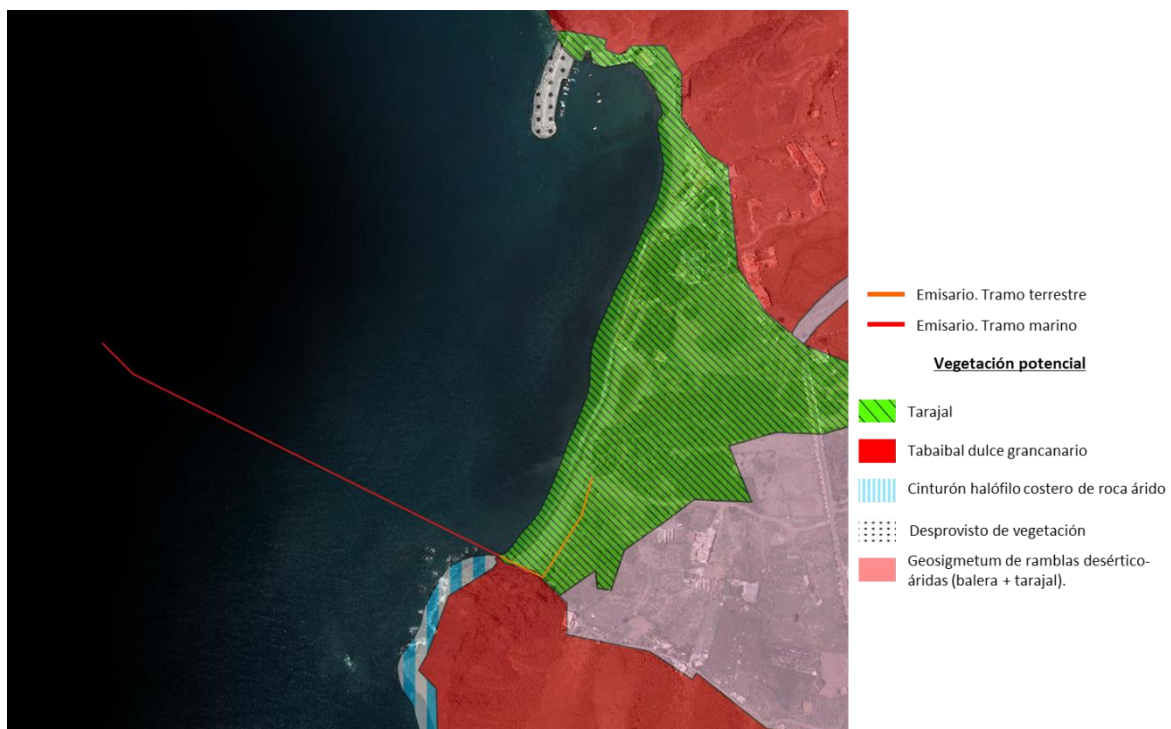 Emisario. Tramo terrestre
Emisario. Tramo marino
Vegetación potencial
Tarajal
Tabaibal dulce grancanario
Cinturón halófilo costero de roca árido
Desprovisto de vegetación
Geosigmetum de ramblas desértico-
áridas (balera + tarajal).